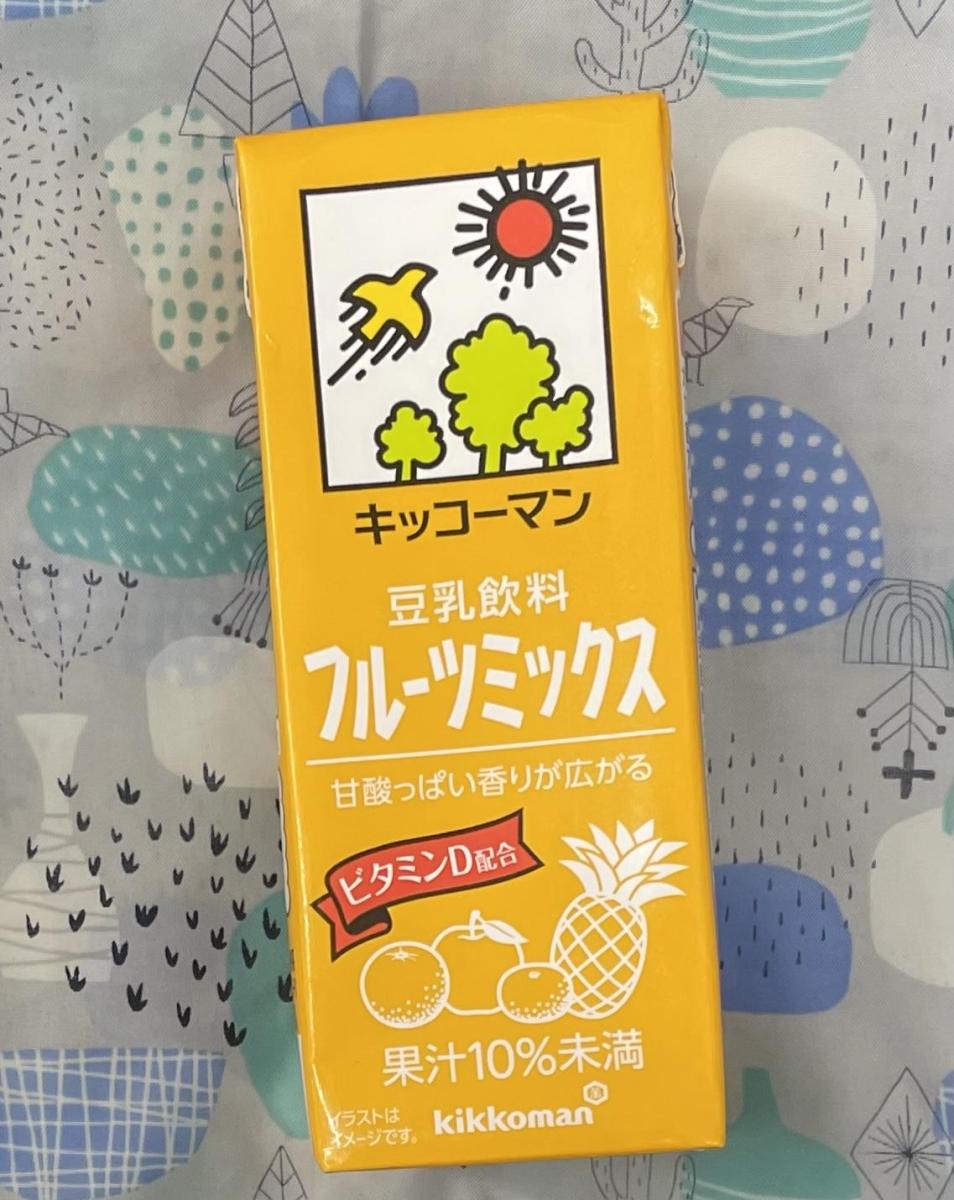 キッコーマン
豆乳飲料
フルーツミックス
甘酸っぱい香りが広がる
ビタミンD配合
果汁10%未満
イラストは
イメージです。
kikkoman